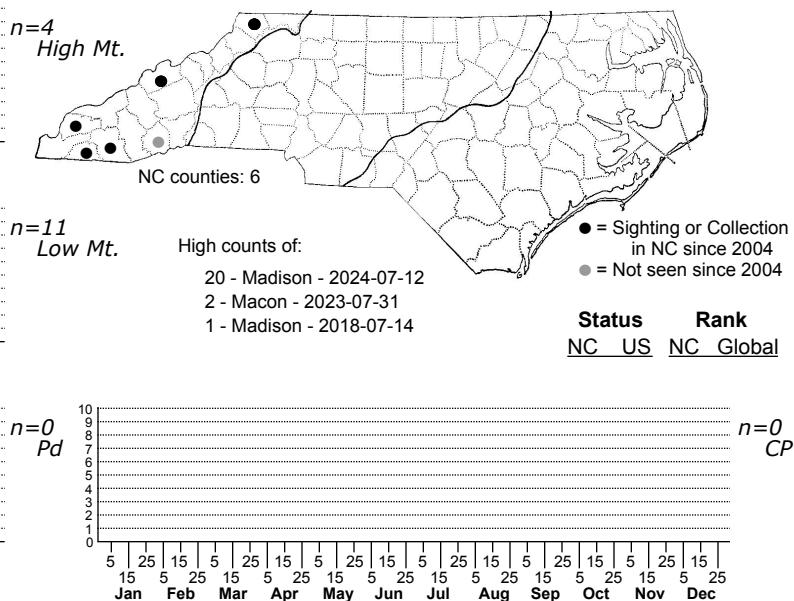 n=4
High Mt.
NC counties: 6
n=11
Low Mt.
High counts of:
20 - Madison - 2024-07-12
2 - Macon - 2023-07-31
1 - Madison - 2018-07-14
● = Sighting or Collection
in NC since 2004
● = Not seen since 2004
Status Rank
NC US NC Global
n=0
Pd
n=0
CP
10
9
8
7
6
5
4
3
2
1
0
5 25 15 5 25 15 5 25 15 5 25 15 5 25 15 5 25 15
15 5 25 15 5 25 15 5 25 15 5 25 15 5 25 15 5 25
Jan Feb Mar Apr May Jun Jul Aug Sep Oct Nov Dec